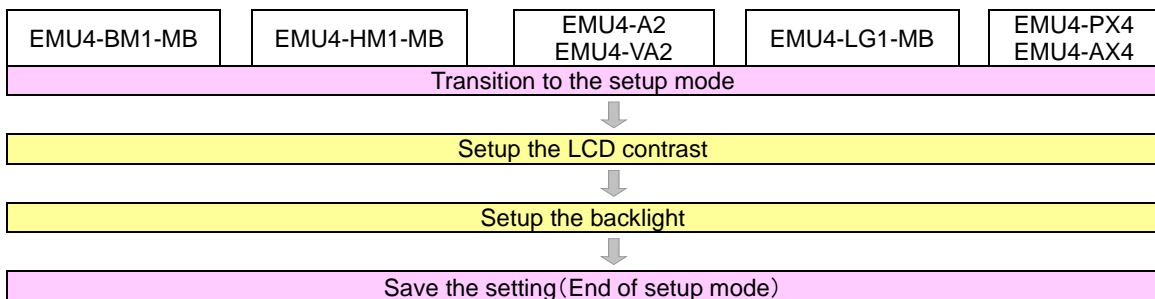 EMU4-BM1-MB
EMU4-HM1-MB
EMU4-A2
EMU4-VA2
EMU4-LG1-MB
EMU4-PX4
EMU4-AX4
Transition to the setup mode
Setup the LCD contrast
Setup the backlight
Save the setting（End of setup mode）